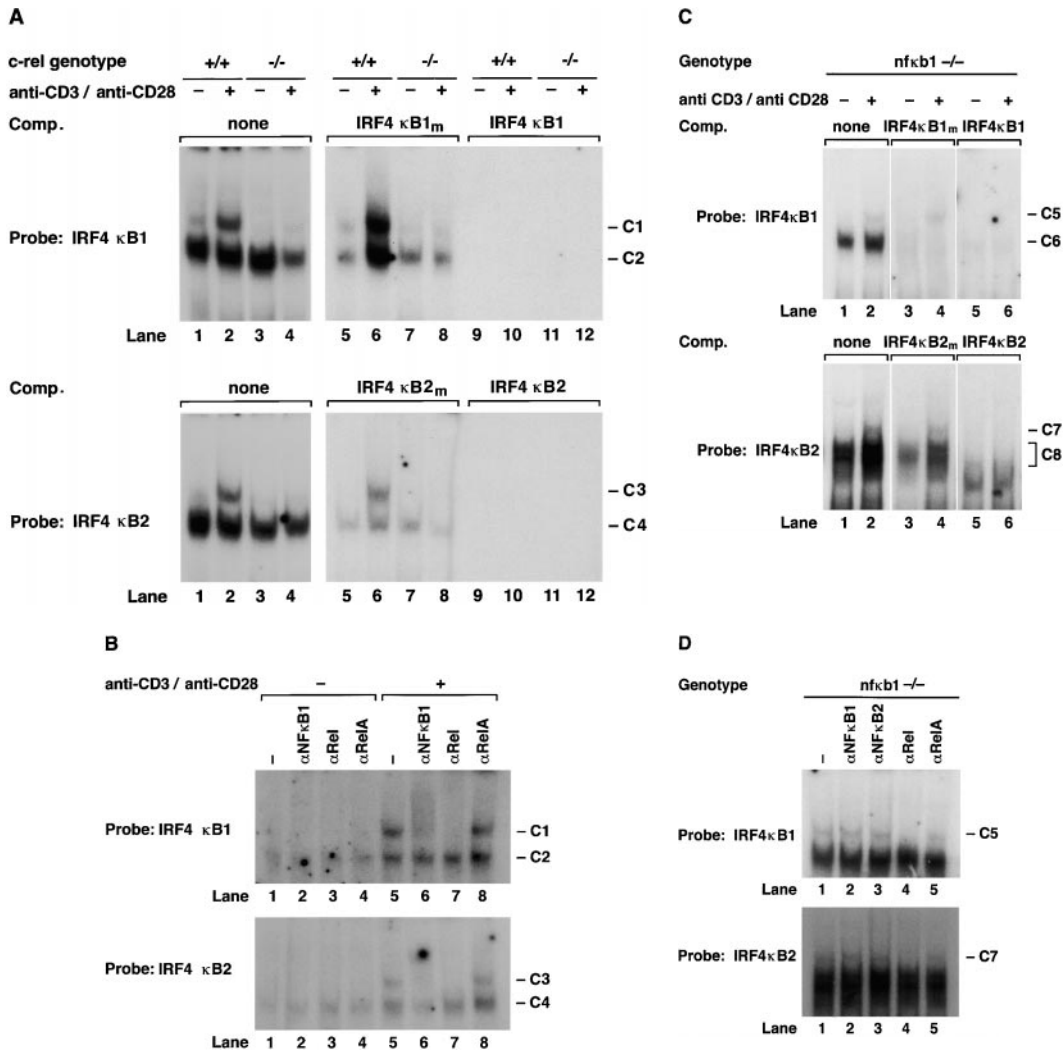 A
c-rel genotype +/+ -/- +/+ -/- +/+ -/-
anti-CD3 / anti-CD28 – + – + – + – + – + – +
Comp. none IRF4 κB1m IRF4 κB1
Probe: IRF4 κB1
– C1
– C2
Lane 1 2 3 4 5 6 7 8 9 10 11 12
Comp. none IRF4 κB2m IRF4 κB2
Probe: IRF4 κB2
– C3
– C4
Lane 1 2 3 4 5 6 7 8 9 10 11 12
B
anti-CD3 / anti-CD28 – +
– αNFκB1 αRel αRelA – αNFκB1 αRel αRelA
Probe: IRF4 κB1
– C1
– C2
Lane 1 2 3 4 5 6 7 8
Probe: IRF4 κB2
– C3
– C4
Lane 1 2 3 4 5 6 7 8
C
Genotype nfκb1 –/–
anti CD3 / anti CD28 – + – + – +
Comp. none IRF4κB1m IRF4κB1
Probe: IRF4κB1
– C5
– C6
Lane 1 2 3 4 5 6
Comp. none IRF4κB2m IRF4κB2
Probe: IRF4κB2
– C7
C8
Lane 1 2 3 4 5 6
D
Genotype nfκb1 –/–
– αNFκB1 αNFκB2 αRel αRelA
Probe: IRF4κB1
– C5
Lane 1 2 3 4 5
Probe: IRF4κB2
– C7
Lane 1 2 3 4 5